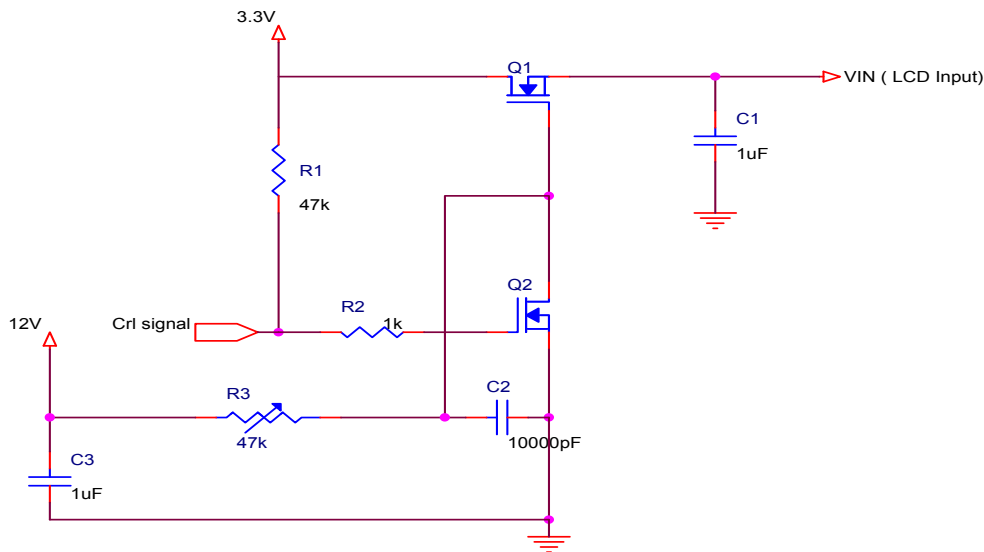 3.3V
Q1
VIN ( LCD Input)
C1
1uF
R1
47k
Q2
R2
1k
12V
Crl signal
R3
47k
C2
10000pF
C3
1uF